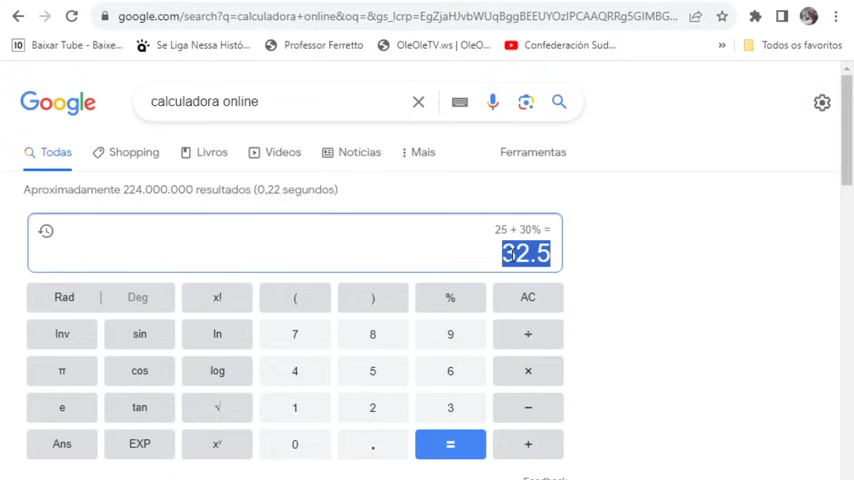 google.com/search?q=calculadora+online&oq=&gs_lcrp=EgZjaHJvbWUqBggBEEUYOzIPCAAQRRg5GIMBG...
10 Baixar Tube - Baixe... Se Liga Nessa Histó... Professor Ferretto OleOleTV.ws | OleO... Confederación Sud... » Todos os favoritos
Google calculadora online
Todas Shopping Livros Vídeos Notícias Mais Ferramentas
Aproximadamente 224.000.000 resultados (0,22 segundos)
25 + 30% =
32.5
Rad | Deg x! ( ) % AC
Inv sin ln 7 8 9 ÷
π cos log 4 5 6 ×
e tan √ 1 2 3 −
Ans EXP xʸ 0 . = +
Feedback